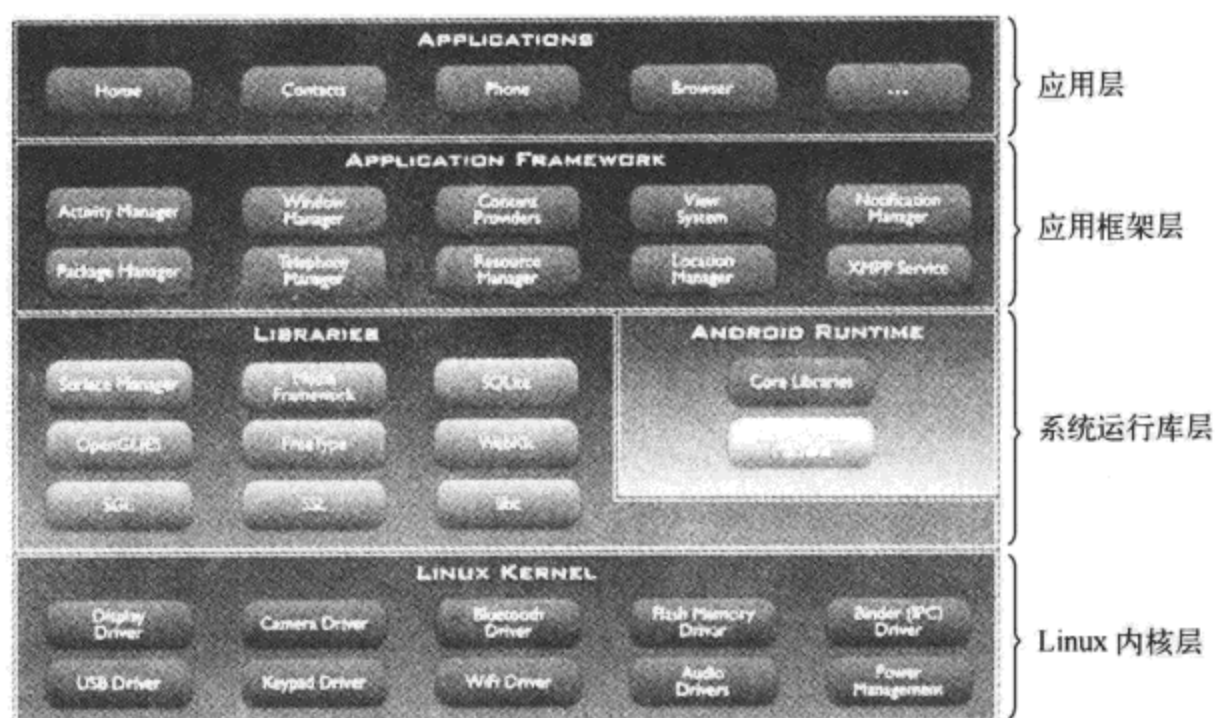 APPLICATIONS
Home
Contacts
Phone
Browser
...
应用层
APPLICATION FRAMEWORK
Activity Manager
Window
Manager
Content
Providers
View
System
Notification
Manager
Package Manager
Telephony
Manager
Resource
Manager
Location
Manager
XMPP Service
应用框架层
LIBRARIES
Surface Manager
Media
Framework
SQLite
OpenGL|ES
FreeType
WebKit
SGL
SSL
libc
ANDROID RUNTIME
Core Libraries
系统运行库层
LINUX KERNEL
Display
Driver
Camera Driver
Bluetooth
Driver
Flash Memory
Driver
Binder (IPC)
Driver
USB Driver
Keypad Driver
WiFi Driver
Audio
Drivers
Power
Management
Linux 内核层